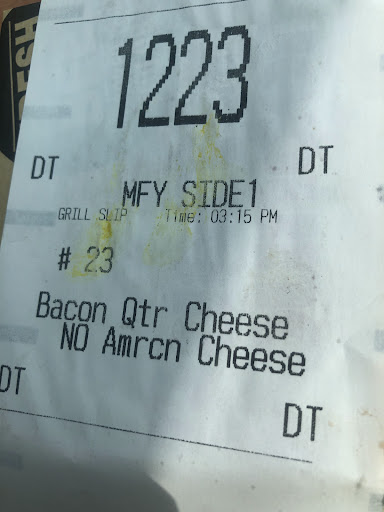 ESH
1223
DT DT
MFY SIDE1
GRILL SLIP Time: 03:15 PM
# 23
Bacon Qtr Cheese
NO Amrcn Cheese
DT DT